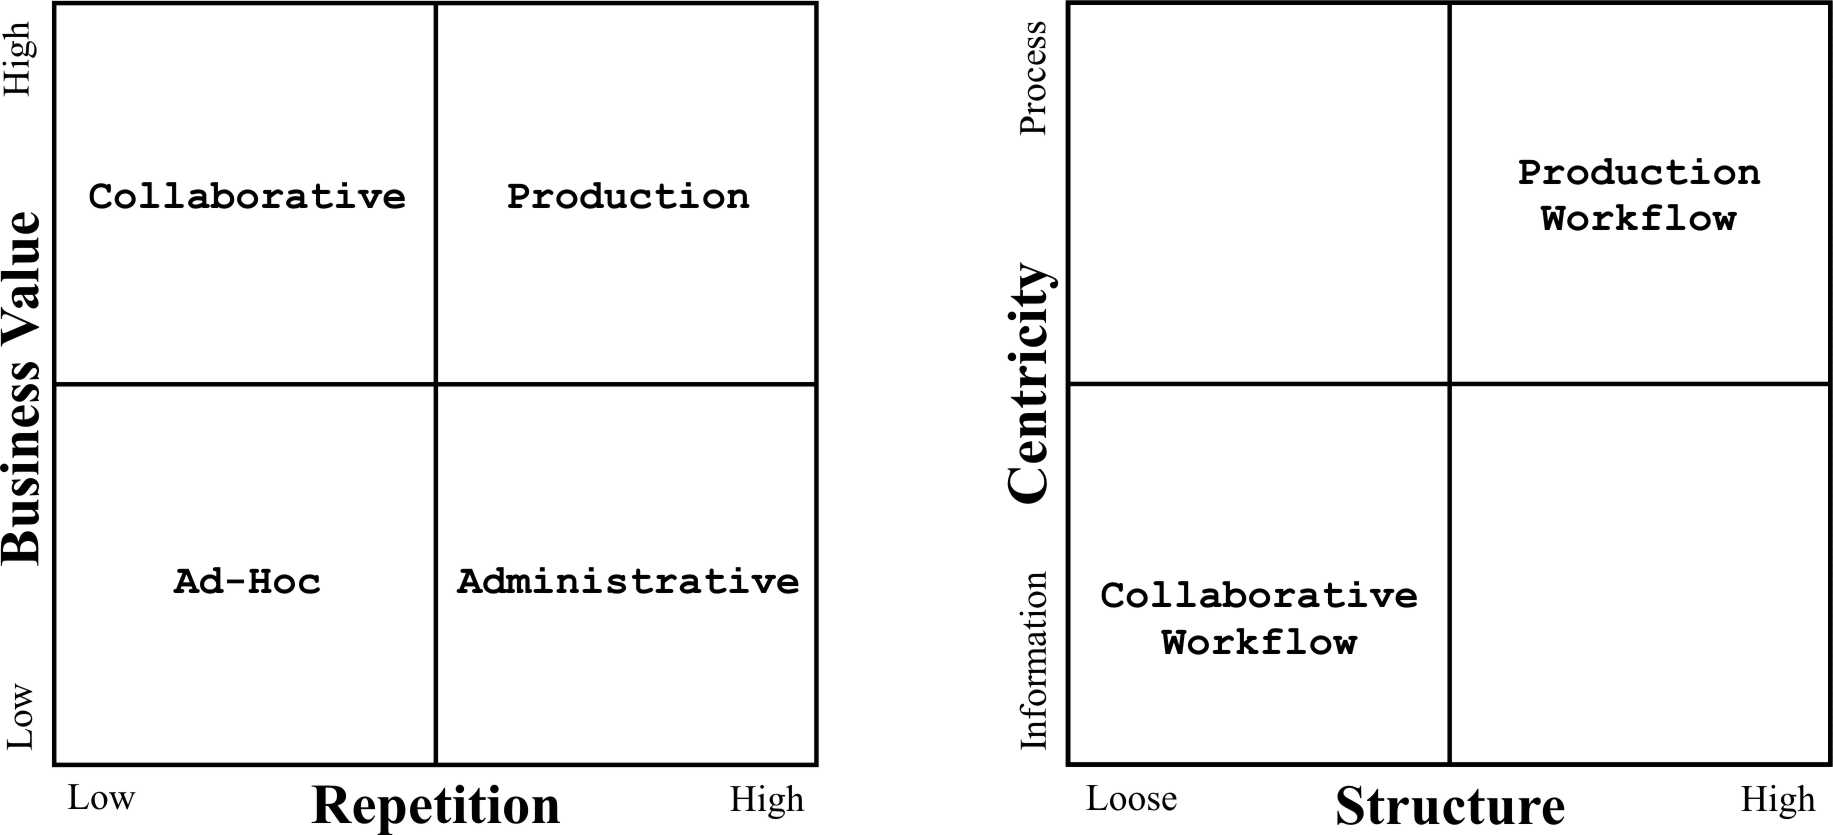 High
Business Value
Low
Collaborative
Production
Ad-Hoc
Administrative
Low
Repetition
High
Process
Centricity
Information
Production
Workflow
Collaborative
Workflow
Loose
Structure
High